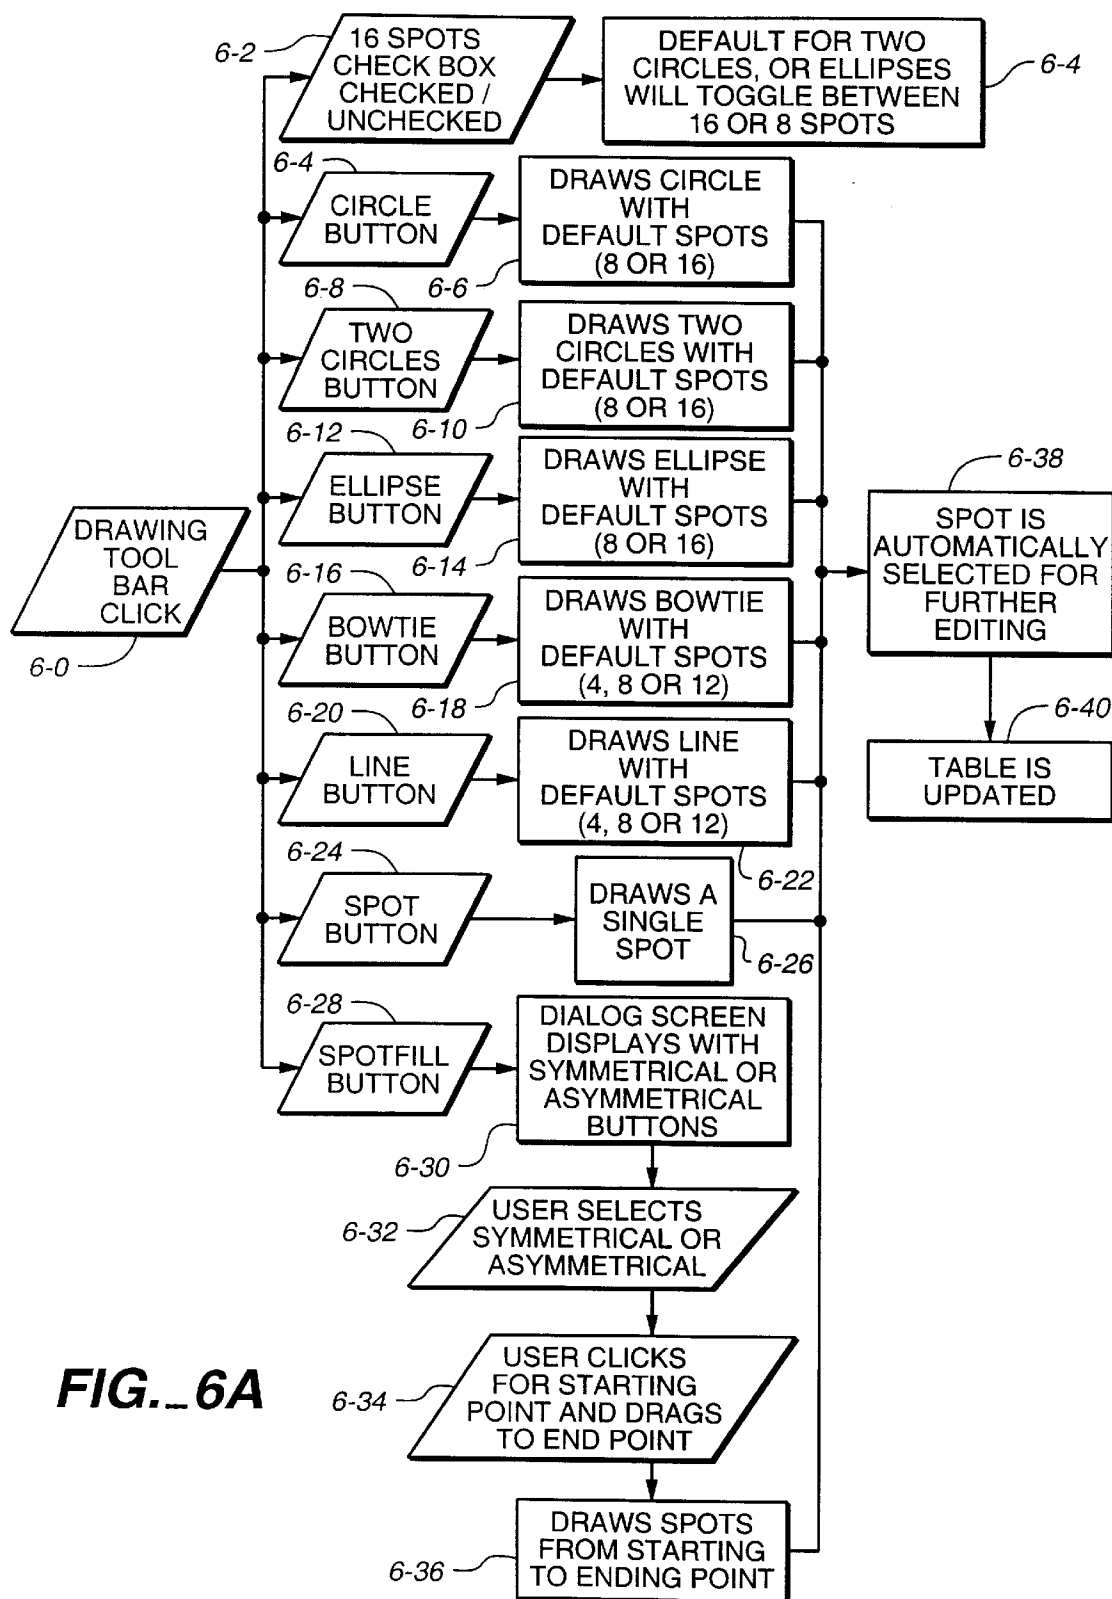 6-2
16 SPOTS
CHECK BOX
CHECKED /
UNCHECKED
DEFAULT FOR TWO
CIRCLES, OR ELLIPSES
WILL TOGGLE BETWEEN
16 OR 8 SPOTS
6-4
6-4
CIRCLE
BUTTON
DRAWS CIRCLE
WITH
DEFAULT SPOTS
(8 OR 16)
6-6
6-8
TWO
CIRCLES
BUTTON
DRAWS TWO
CIRCLES WITH
DEFAULT SPOTS
(8 OR 16)
6-10
6-12
ELLIPSE
BUTTON
DRAWS ELLIPSE
WITH
DEFAULT SPOTS
(8 OR 16)
6-14
DRAWING
TOOL
BAR
CLICK
6-0
6-16
BOWTIE
BUTTON
DRAWS BOWTIE
WITH
DEFAULT SPOTS
(4, 8 OR 12)
6-18
6-38
SPOT IS
AUTOMATICALLY
SELECTED FOR
FURTHER
EDITING
6-40
TABLE IS
UPDATED
6-20
LINE
BUTTON
DRAWS LINE
WITH
DEFAULT SPOTS
(4, 8 OR 12)
6-22
6-24
SPOT
BUTTON
DRAWS A
SINGLE
SPOT
6-26
6-28
SPOTFILL
BUTTON
DIALOG SCREEN
DISPLAYS WITH
SYMMETRICAL OR
ASYMMETRICAL
BUTTONS
6-30
6-32
USER SELECTS
SYMMETRICAL OR
ASYMMETRICAL
6-34
USER CLICKS
FOR STARTING
POINT AND DRAGS
TO END POINT
6-36
DRAWS SPOTS
FROM STARTING
TO ENDING POINT
FIG._6A